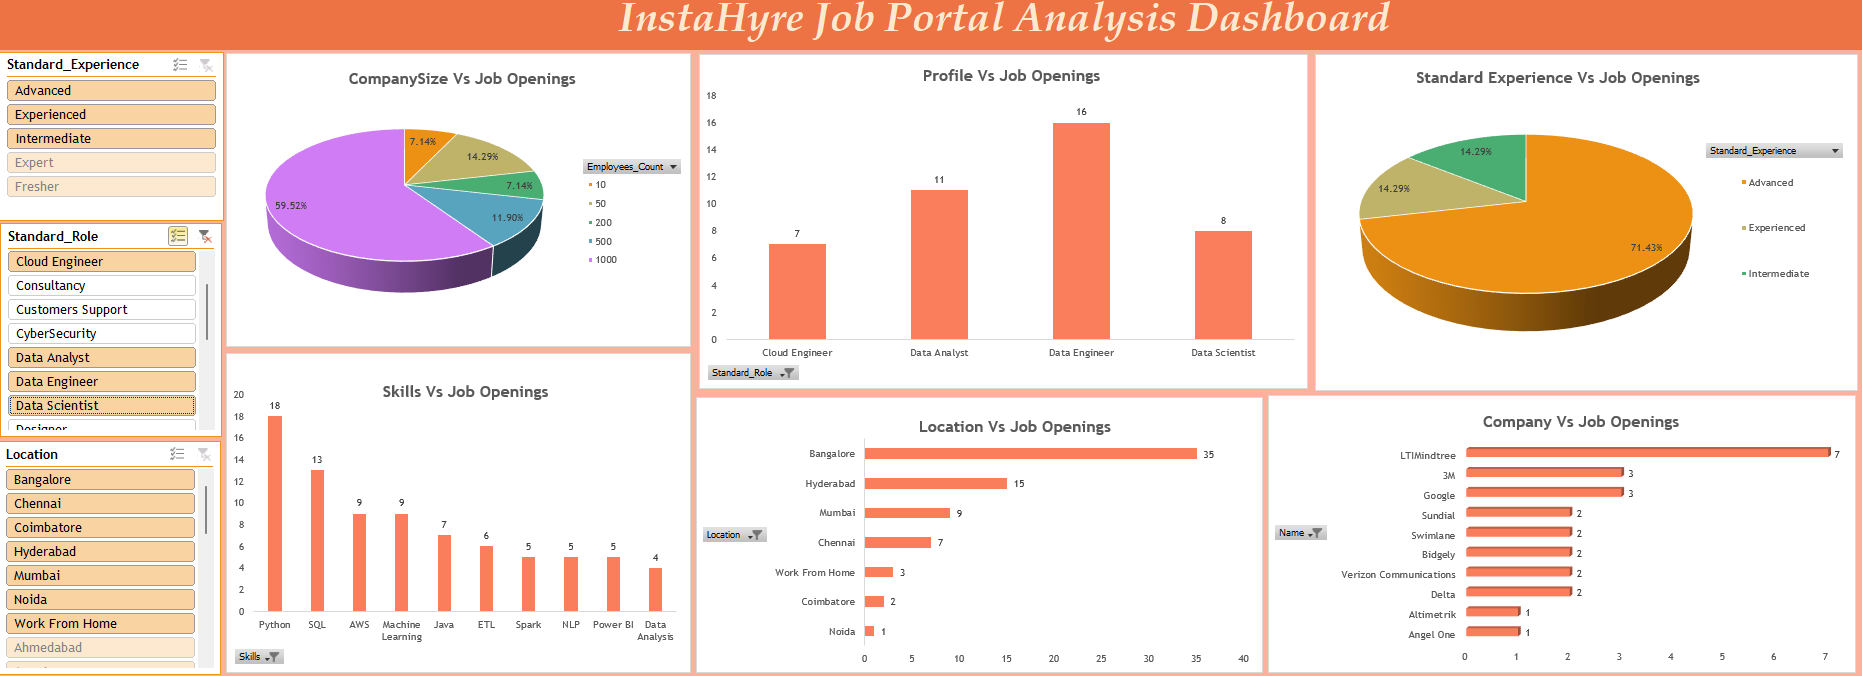 InstaHyre Job Portal Analysis Dashboard
Standard_Experience
Advanced
Experienced
Intermediate
Expert
Fresher
Standard_Role
Cloud Engineer
Consultancy
Customers Support
CyberSecurity
Data Analyst
Data Engineer
Data Scientist
Designer
Location
Bangalore
Chennai
Coimbatore
Hyderabad
Mumbai
Noida
Work From Home
Ahmedabad
CompanySize Vs Job Openings
7.14%
14.29%
7.14%
11.90%
59.52%
Employees_Count
10
50
200
500
1000
Profile Vs Job Openings
18
16
14
12
10
8
6
4
2
0
7
11
16
8
Cloud Engineer
Data Analyst
Data Engineer
Data Scientist
Standard_Role
Standard Experience Vs Job Openings
14.29%
14.29%
71.43%
Standard_Experience
Advanced
Experienced
Intermediate
Skills Vs Job Openings
20
18
16
14
12
10
8
6
4
2
0
18
13
9
9
7
6
5
5
5
4
Python
SQL
AWS
Machine
Learning
Java
ETL
Spark
NLP
Power BI
Data
Analysis
Skills
Location Vs Job Openings
Bangalore 35
Hyderabad 15
Mumbai 9
Chennai 7
Work From Home 3
Coimbatore 2
Noida 1
0 5 10 15 20 25 30 35 40
Location
Company Vs Job Openings
LTIMindtree 7
3M 3
Google 3
Sundial 2
Swimlane 2
Bidgely 2
Verizon Communications 2
Delta 2
Altimetrik 1
Angel One 1
0 1 2 3 4 5 6 7
Name